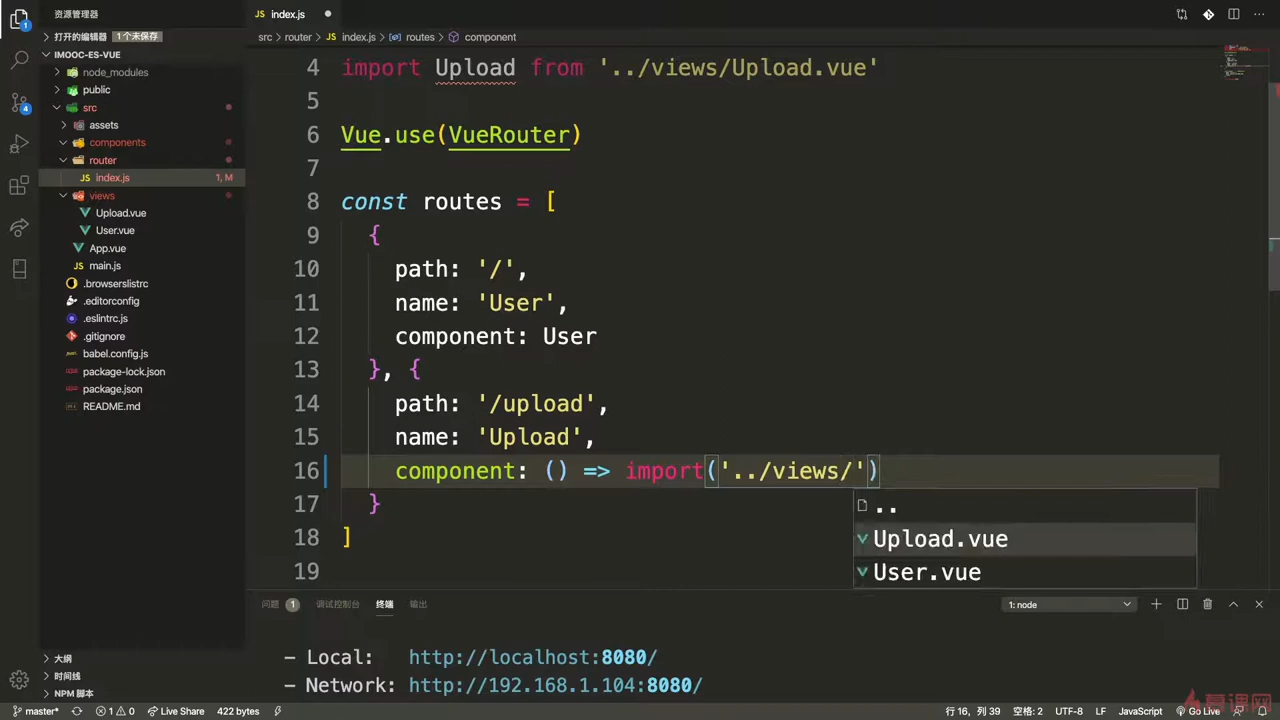 资源管理器
JS index.js
打开的编辑器 1个未保存
src > router > JS index.js > routes > component
IMOOC-ES-VUE
node_modules
public
src
assets
components
router
JS index.js 1, M
views
Upload.vue
User.vue
App.vue
main.js
.browserslistrc
.editorconfig
.eslintrc.js
.gitignore
babel.config.js
package-lock.json
package.json
README.md
大纲
时间线
NPM 脚本
1
4
4 import Upload from '../views/Upload.vue'
5
6 Vue.use(VueRouter)
7
8 const routes = [
9 {
10 path: '/',
11 name: 'User',
12 component: User
13 }, {
14 path: '/upload',
15 name: 'Upload',
16 component: () => import('../views/')
17 }
18 ]
19
..
Upload.vue
User.vue
问题 1 调试控制台 终端 输出 1: node
- Local: http://localhost:8080/
- Network: http://192.168.1.104:8080/
master* 1 0 Live Share 422 bytes 行 16, 列 39 空格: 2 UTF-8 LF JavaScript Go Live
慕课网